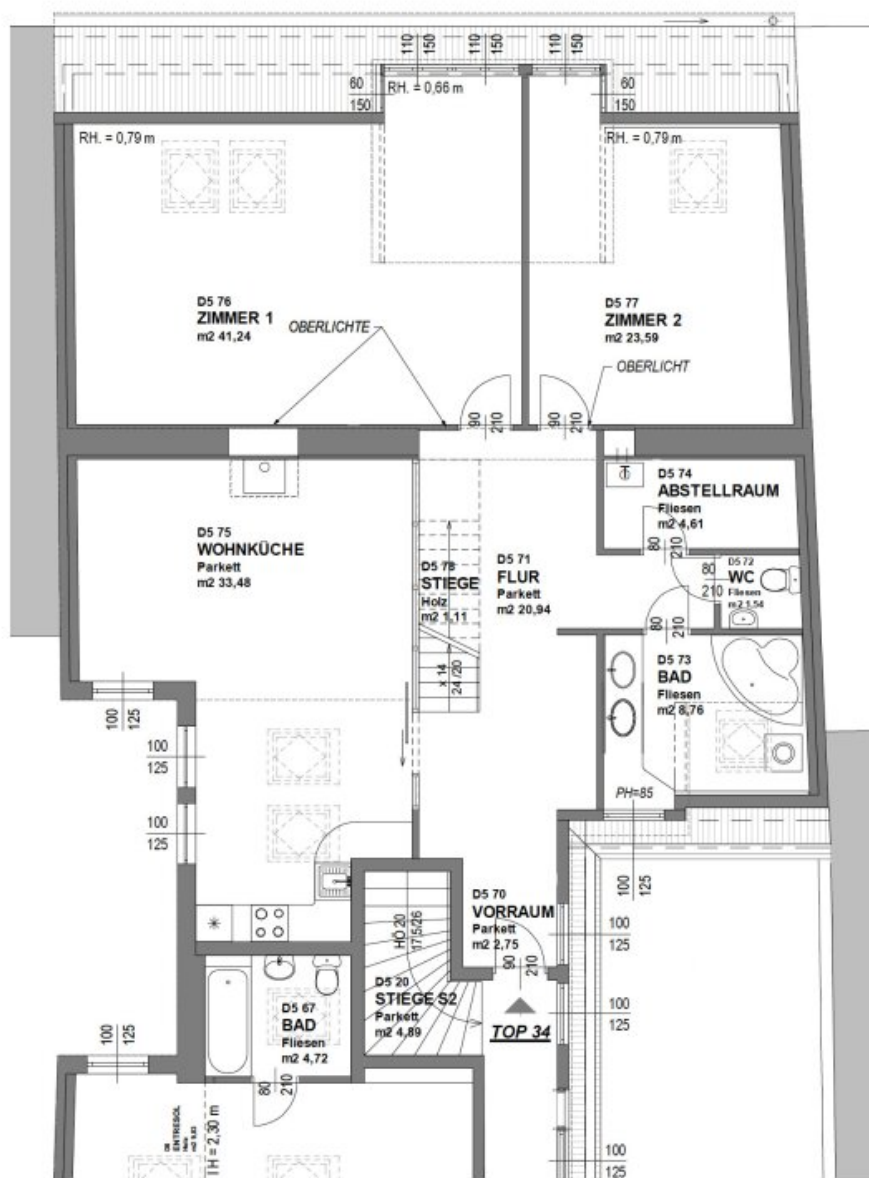 110
150
110
150
110
150
60
150
RH. = 0,66 m
60
150
RH. = 0,79 m
RH. = 0,79 m
D5 76
ZIMMER 1
m2 41,24
OBERLICHTE
D5 77
ZIMMER 2
m2 23,59
OBERLICHT
90
210
90
210
D5 74
ABSTELLRAUM
Fliesen
m2 4,61
D5 75
WOHNKÜCHE
Parkett
m2 33,48
D5 78
STIEGE
Holz
m2 1,11
D5 71
FLUR
Parkett
m2 20,94
80
210
80
210
D5 72
WC
Fliesen
m2 1,54
80
210
x 14
24 /20
D5 73
BAD
Fliesen
m2 8,76
100
125
100
125
100
125
PH=85
100
125
HÖ 20
17,5/26
D5 70
VORRAUM
Parkett
m2 2,75
100
125
90
210
D5 20
STIEGE S2
Parkett
m2 4,89
TOP 34
100
125
D5 67
BAD
Fliesen
m2 4,72
100
125
80
210
ENTRESOL
Holz
H = 2,30 m
100
125